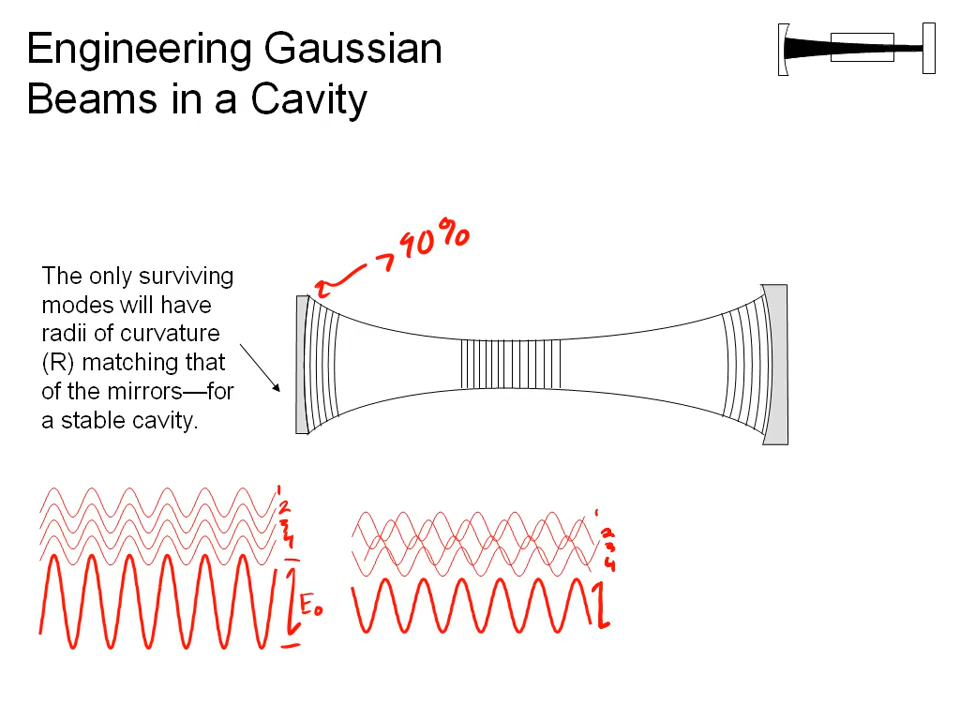 Engineering Gaussian
Beams in a Cavity
>90%
The only surviving
modes will have
radii of curvature
(R) matching that
of the mirrors—for
a stable cavity.
1
2
3
4
E₀
1
2
3
4